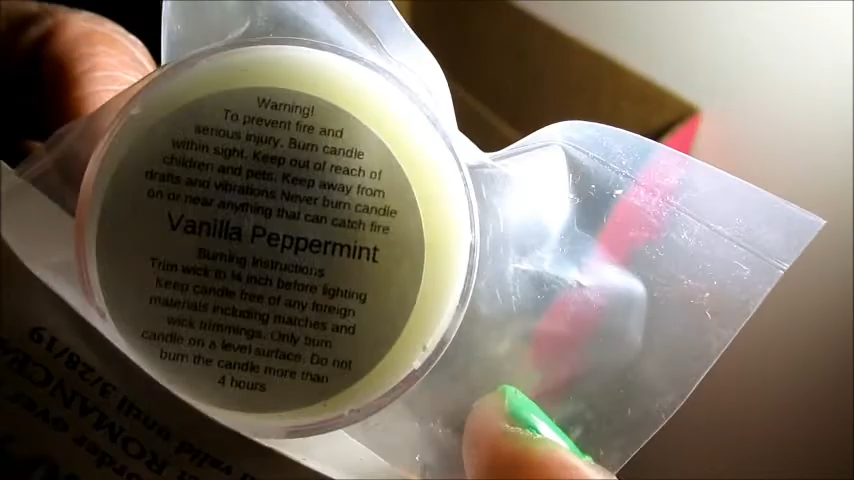 Warning!
To prevent fire and
serious injury. Burn candle
within sight. Keep out of reach of
children and pets. Keep away from
drafts and vibrations. Never burn candle
on or near anything that can catch fire
Vanilla Peppermint
Burning Instructions
Trim wick to ¼ inch before lighting
Keep candle free of any foreign
materials including matches and
wick trimmings. Only burn
candle on a level surface. Do not
burn the candle more than
4 hours
valid until 3/28/19
order over
ROMANCE